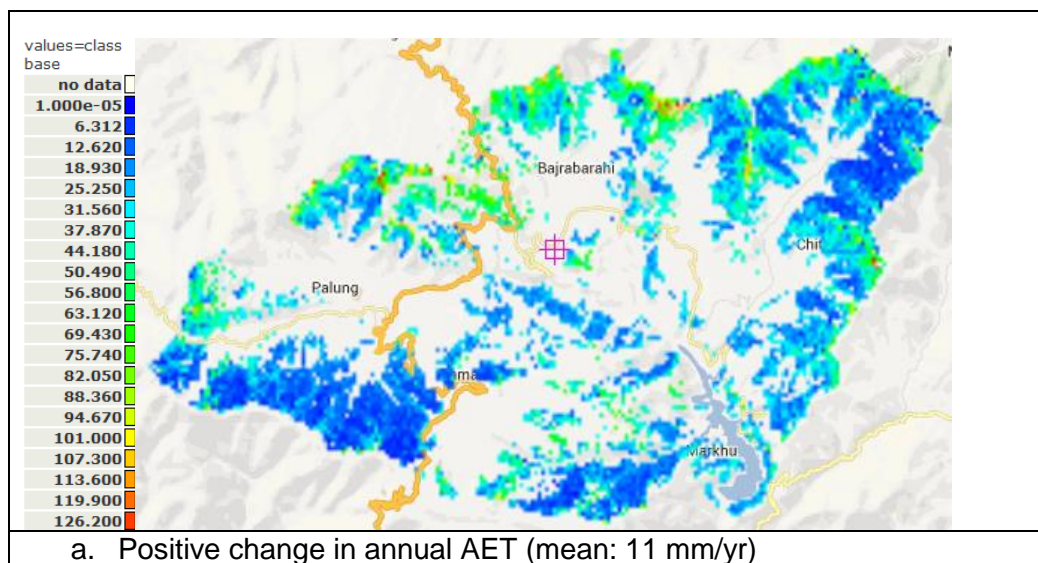 values=class
base
no data
1.000e-05
6.312
12.620
18.930
25.250
31.560
37.870
44.180
50.490
56.800
63.120
69.430
75.740
82.050
88.360
94.670
101.000
107.300
113.600
119.900
126.200
Bajrabarahi
Chit
Palung
ma
Markhu
a. Positive change in annual AET (mean: 11 mm/yr)